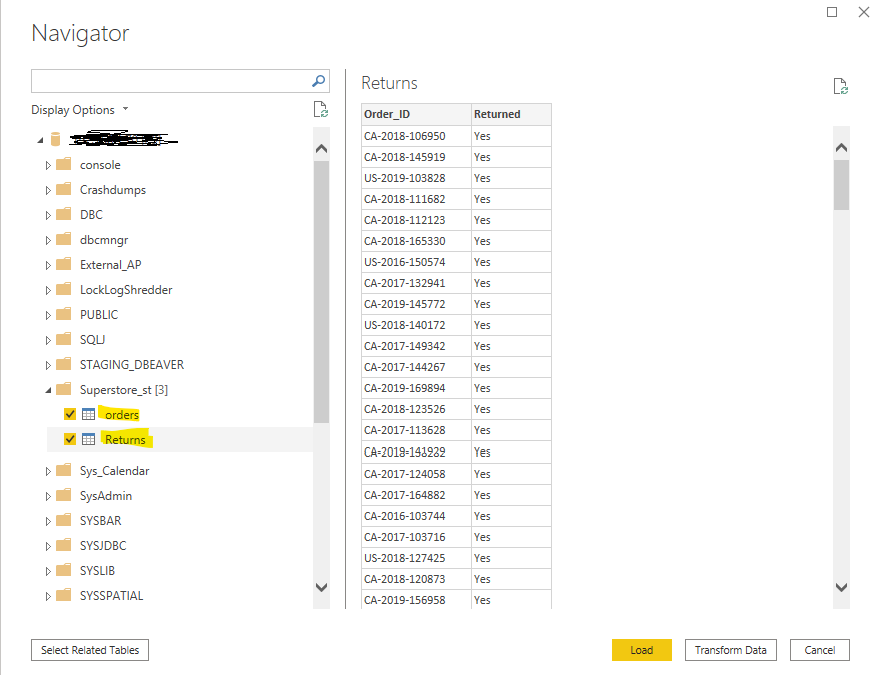 Navigator
Display Options
console
Crashdumps
DBC
dbcmngr
External_AP
LockLogShredder
PUBLIC
SQLJ
STAGING_DBEAVER
Superstore_st [3]
orders
Returns
Sys_Calendar
SysAdmin
SYSBAR
SYSJDBC
SYSLIB
SYSSPATIAL
Returns
Order_ID Returned
CA-2018-106950 Yes
CA-2018-145919 Yes
US-2019-103828 Yes
CA-2018-111682 Yes
CA-2018-112123 Yes
CA-2018-165330 Yes
US-2016-150574 Yes
CA-2017-132941 Yes
CA-2019-145772 Yes
US-2018-140172 Yes
CA-2017-149342 Yes
CA-2017-144267 Yes
CA-2019-169894 Yes
CA-2018-123526 Yes
CA-2017-113628 Yes
Yes
CA-2017-124058 Yes
CA-2017-164882 Yes
CA-2016-103744 Yes
CA-2017-103716 Yes
US-2018-127425 Yes
CA-2018-120873 Yes
CA-2019-156958 Yes
Select Related Tables
Load
Transform Data
Cancel